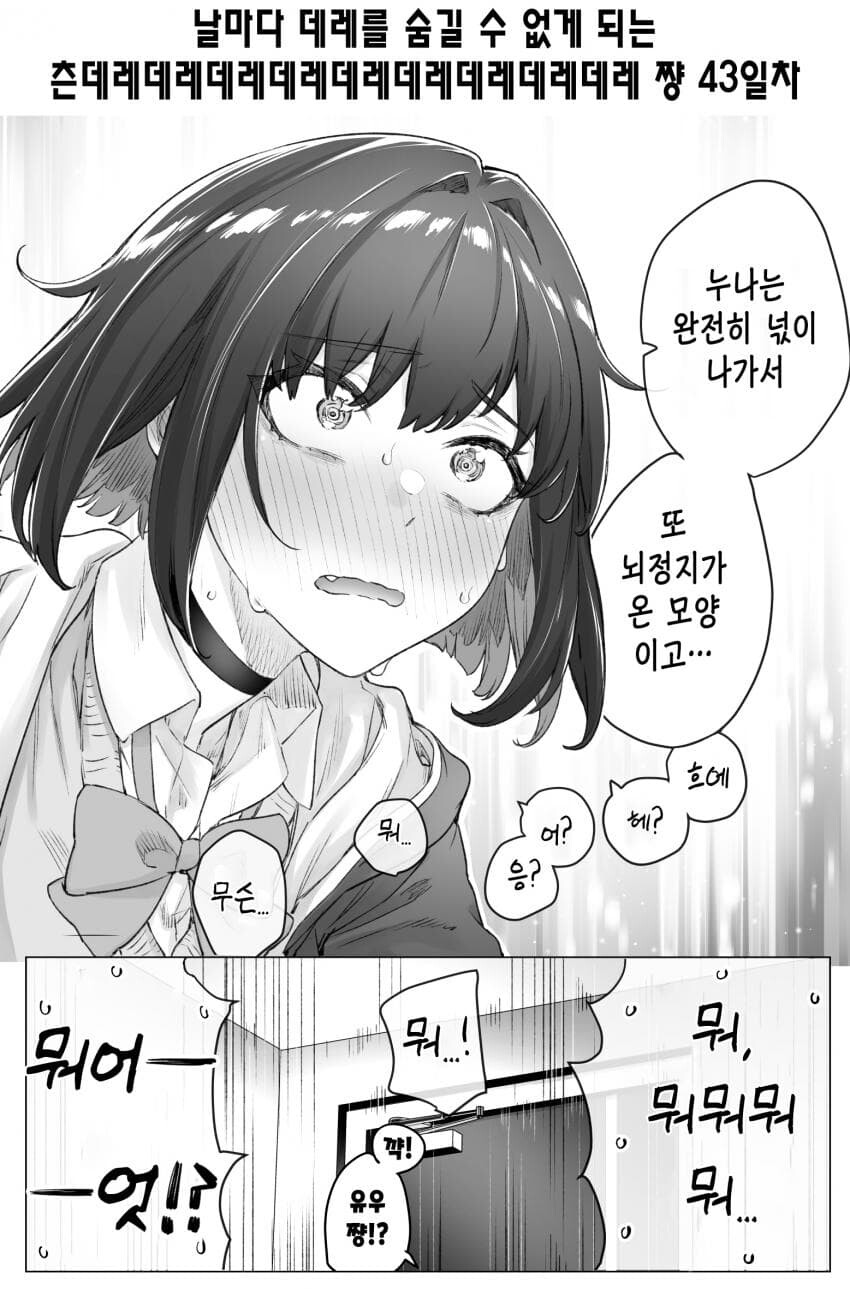 날마다 데레를 숨길 수 없게 되는
츤데레데레데레데레데레데레데레데레데레 쨩 43일차
누나는
완전히 넋이
나가서
또
뇌정지가
온 모양
이고…
흐에
헤?
어?
응?
뭐...
무슨...
뭐,
뭐뭐뭐
뭐...
뭐...!
꺅!
유우
쨩!?
뭐어ー
ー엇!?